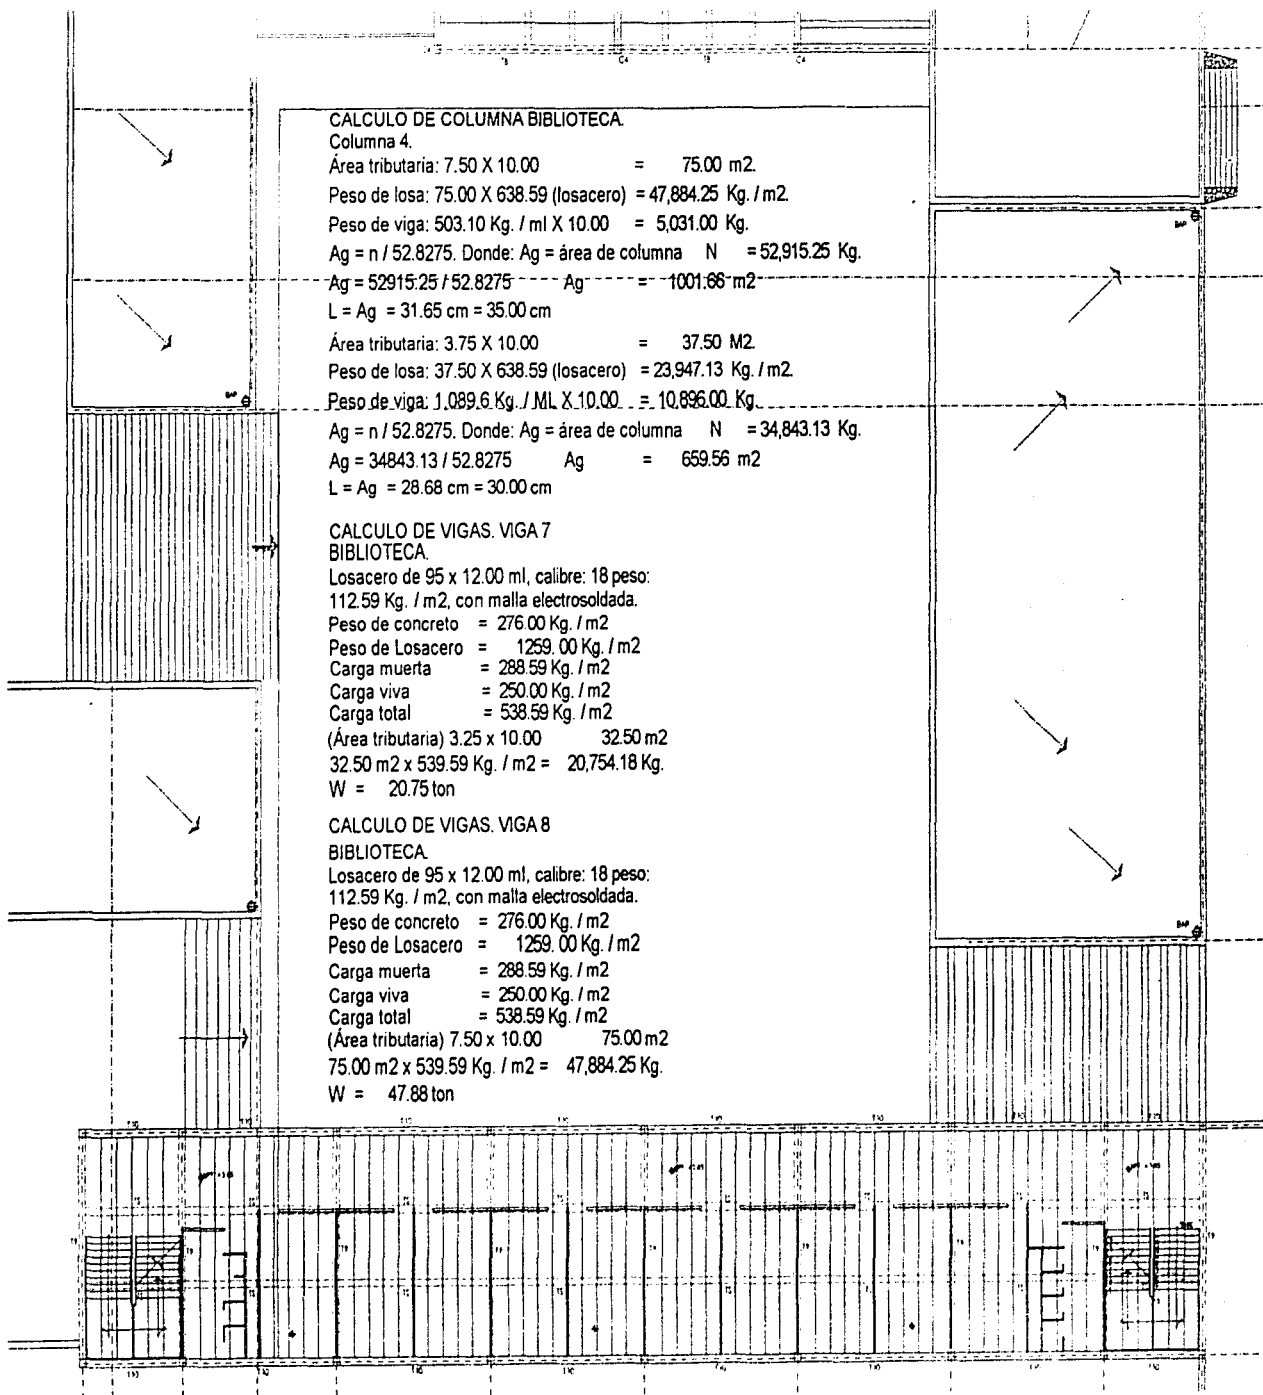 CALCULO DE COLUMNA BIBLIOTECA.
Columna 4.
Área tributaria: 7.50 X 10.00 = 75.00 m2.
Peso de losa: 75.00 X 638.59 (losacero) = 47,884.25 Kg. / m2.
Peso de viga: 503.10 Kg. / ml X 10.00 = 5,031.00 Kg.
Ag = n / 52.8275. Donde: Ag = área de columna N = 52,915.25 Kg.
Ag = 52915.25 / 52.8275 Ag = 1001.66 m2
L = Ag = 31.65 cm = 35.00 cm
Área tributaria: 3.75 X 10.00 = 37.50 M2.
Peso de losa: 37.50 X 638.59 (losacero) = 23,947.13 Kg. / m2.
Peso de viga: 1,089.6 Kg. / ML X 10.00 = 10,896.00 Kg.
Ag = n / 52.8275. Donde: Ag = área de columna N = 34,843.13 Kg.
Ag = 34843.13 / 52.8275 Ag = 659.56 m2
L = Ag = 28.68 cm = 30.00 cm
CALCULO DE VIGAS. VIGA 7
BIBLIOTECA.
Losacero de 95 x 12.00 ml, calibre: 18 peso:
112.59 Kg. / m2, con malla electrosoldada.
Peso de concreto = 276.00 Kg. / m2
Peso de Losacero = 1259. 00 Kg. / m2
Carga muerta = 288.59 Kg. / m2
Carga viva = 250.00 Kg. / m2
Carga total = 538.59 Kg. / m2
(Área tributaria) 3.25 x 10.00 32.50 m2
32.50 m2 x 539.59 Kg. / m2 = 20,754.18 Kg.
W = 20.75 ton
CALCULO DE VIGAS. VIGA 8
BIBLIOTECA.
Losacero de 95 x 12.00 ml, calibre: 18 peso:
112.59 Kg. / m2, con malla electrosoldada.
Peso de concreto = 276.00 Kg. / m2
Peso de Losacero = 1259. 00 Kg. / m2
Carga muerta = 288.59 Kg. / m2
Carga viva = 250.00 Kg. / m2
Carga total = 538.59 Kg. / m2
(Área tributaria) 7.50 x 10.00 75.00 m2
75.00 m2 x 539.59 Kg. / m2 = 47,884.25 Kg.
W = 47.88 ton